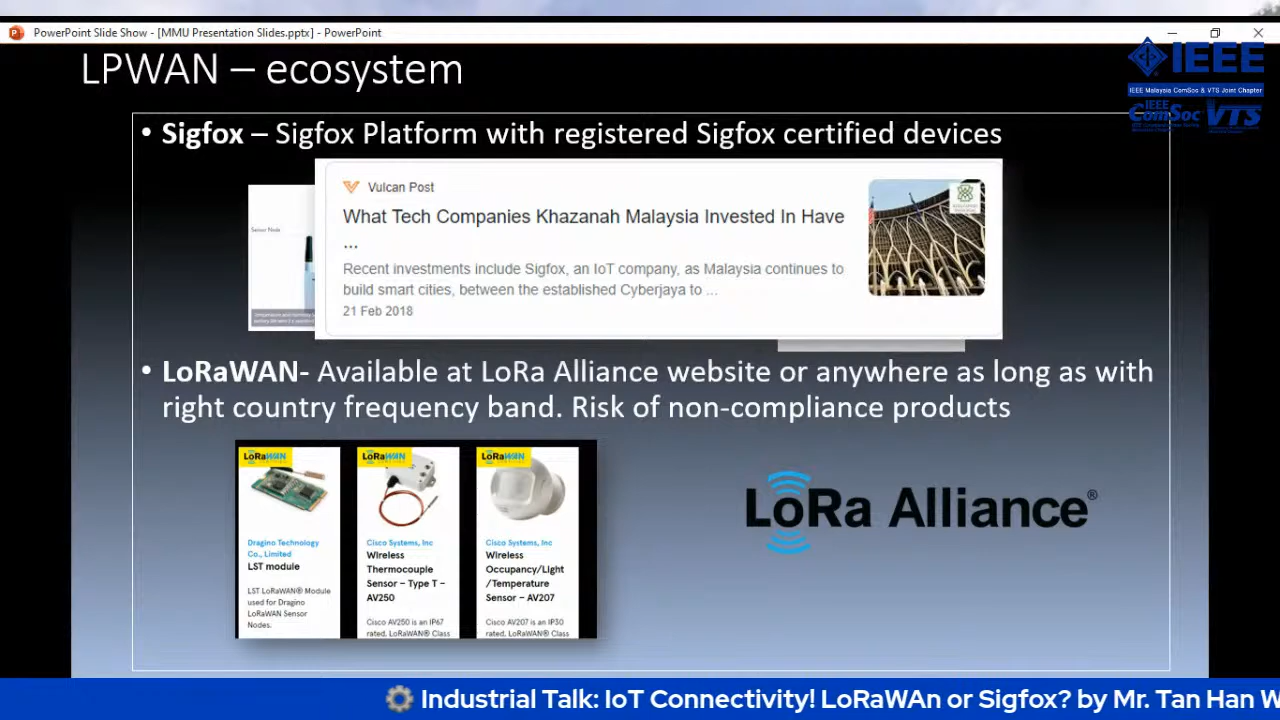 PowerPoint Slide Show - [MMU Presentation Slides.pptx] - PowerPoint
LPWAN – ecosystem
IEEE
IEEE Malaysia ComSoc & VTS Joint Chapter
IEEE
ComSoc
VTS
• Sigfox – Sigfox Platform with registered Sigfox certified devices
Sensor Node
Vulcan Post
What Tech Companies Khazanah Malaysia Invested In Have
...
Recent investments include Sigfox, an IoT company, as Malaysia continues to
build smart cities, between the established Cyberjaya to ...
21 Feb 2018
• LoRaWAN- Available at LoRa Alliance website or anywhere as long as with
right country frequency band. Risk of non-compliance products
LoRaWAN
Dragino Technology
Co., Limited
LST module
LST LoRaWAN® Module
used for Dragino
LoRaWAN Sensor
Nodes.
LoRaWAN
Cisco Systems, Inc
Wireless
Thermocouple
Sensor – Type T –
AV250
Cisco AV250 is an IP67
rated, LoRaWAN® Class
LoRaWAN
Cisco Systems, Inc
Wireless
Occupancy/Light
/Temperature
Sensor – AV207
Cisco AV207 is an IP30
rated, LoRaWAN® Class
LoRa Alliance®
Industrial Talk: IoT Connectivity! LoRaWAn or Sigfox? by Mr. Tan Han W